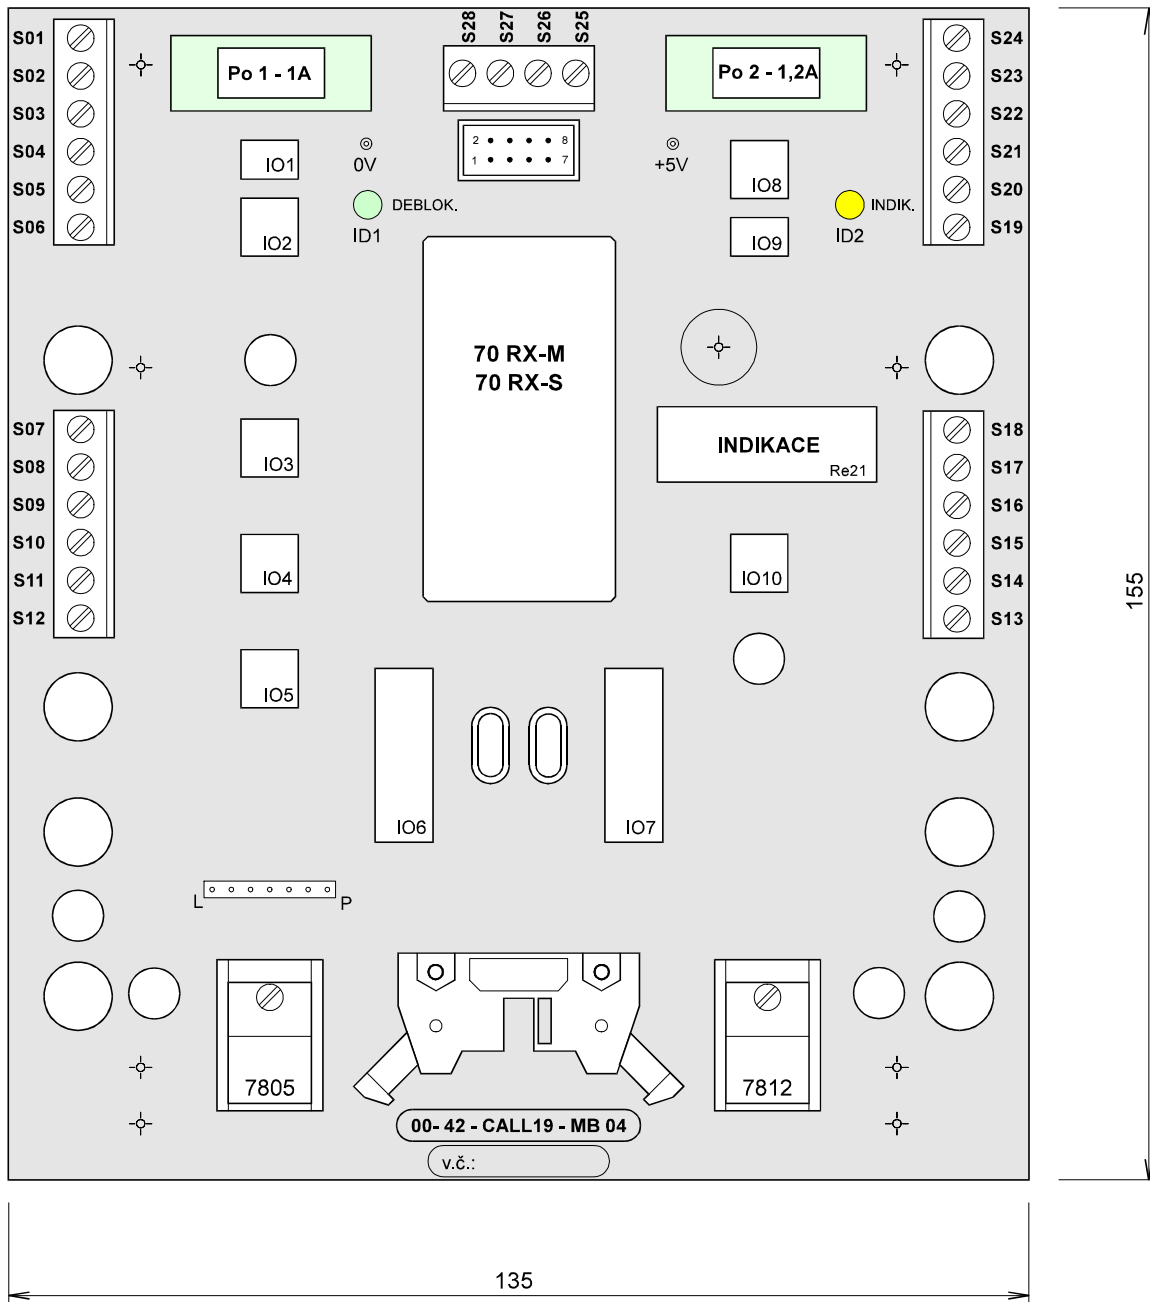 S28
S27
S26
S25
S01
S02
S03
S04
S05
S06
Po 1 - 1A
Po 2 - 1,2A
S24
S23
S22
S21
S20
S19
2
8
1
7
0V
+5V
IO1
IO2
IO8
IO9
DEBLOK.
ID1
INDIK.
ID2
70 RX-M
70 RX-S
INDIKACE
Re21
S07
S08
S09
S10
S11
S12
S18
S17
S16
S15
S14
S13
IO3
IO4
IO10
IO5
IO6
IO7
L
P
7805
7812
00- 42 - CALL19 - MB 04
v.č.:
155
135